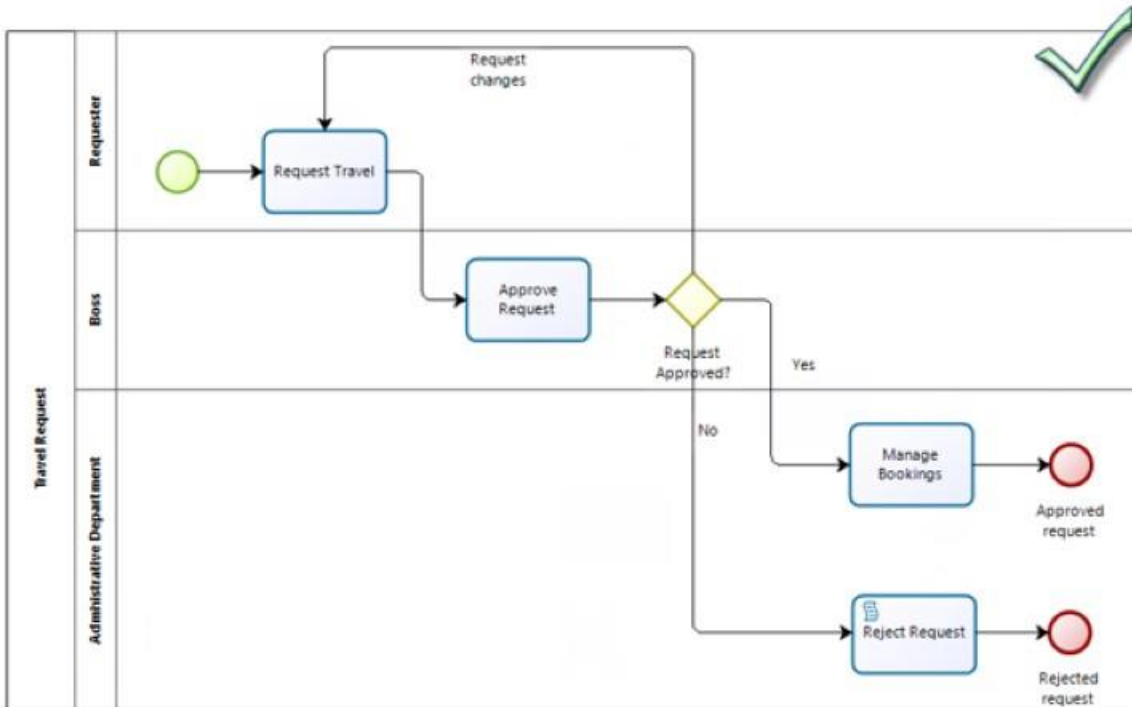 Travel Request
Requester
Request
changes
Request Travel
Boss
Approve
Request
Request
Approved?
Yes
Administrative Department
No
Manage
Bookings
Approved
request
Reject Request
Rejected
request